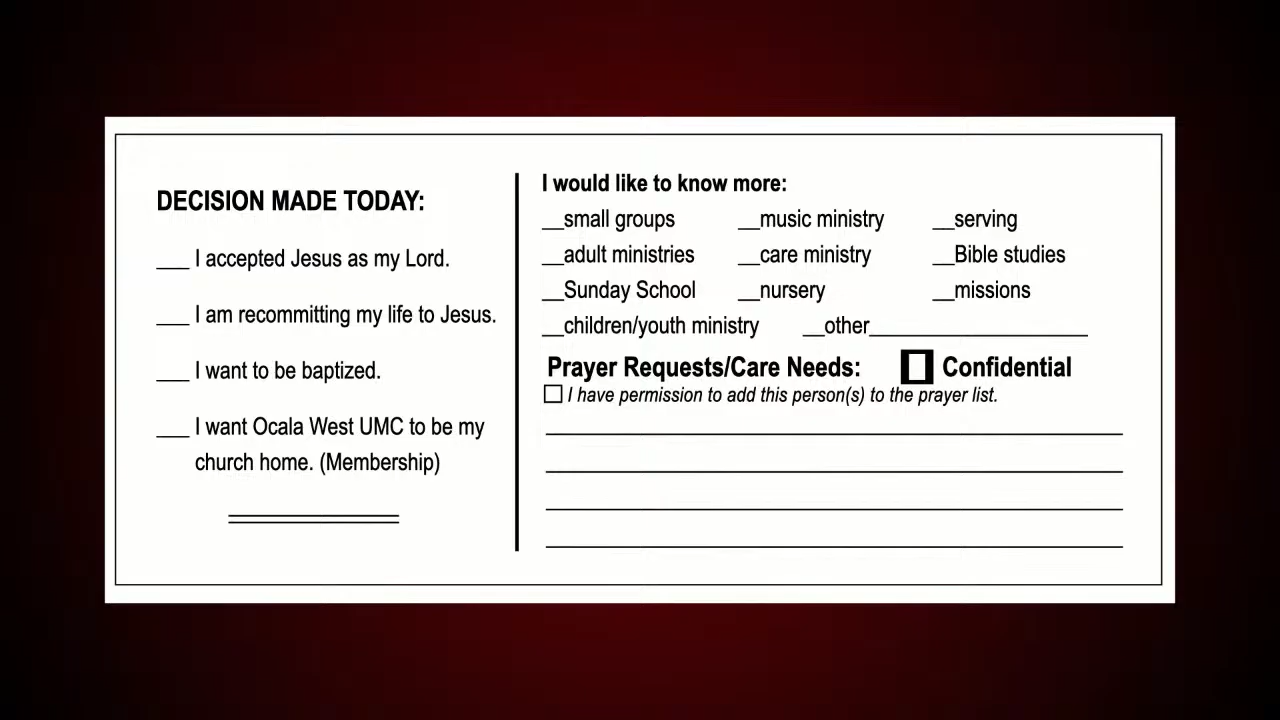 DECISION MADE TODAY:
___ I accepted Jesus as my Lord.
___ I am recommitting my life to Jesus.
___ I want to be baptized.
___ I want Ocala West UMC to be my
church home. (Membership)
I would like to know more:
__small groups __music ministry __serving
__adult ministries __care ministry __Bible studies
__Sunday School __nursery __missions
__children/youth ministry __other____________________
Prayer Requests/Care Needs: ☐ Confidential
☐ I have permission to add this person(s) to the prayer list.